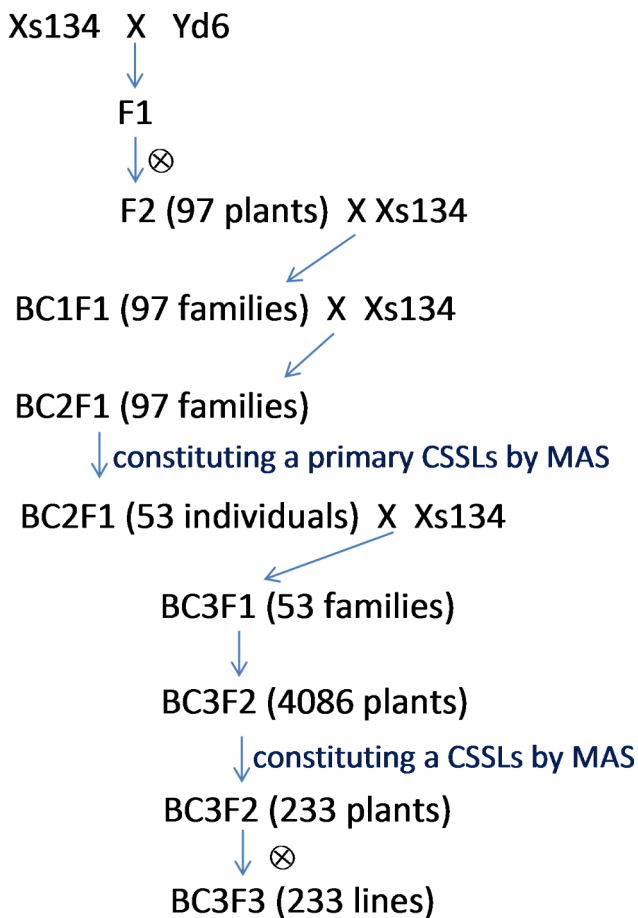 Xs134 X Yd6
F1
⊗
F2 (97 plants) X Xs134
BC1F1 (97 families) X Xs134
BC2F1 (97 families)
constituting a primary CSSLs by MAS
BC2F1 (53 individuals) X Xs134
BC3F1 (53 families)
BC3F2 (4086 plants)
constituting a CSSLs by MAS
BC3F2 (233 plants)
⊗
BC3F3 (233 lines)